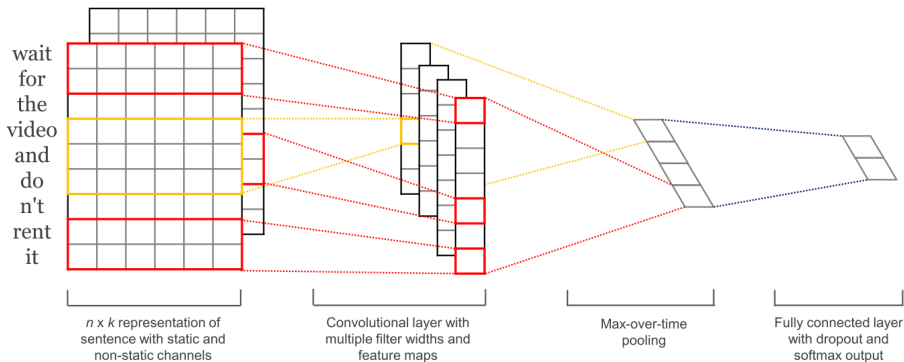 wait
for
the
video
and
do
n't
rent
it
n x k representation of
sentence with static and
non-static channels
Convolutional layer with
multiple filter widths and
feature maps
Max-over-time
pooling
Fully connected layer
with dropout and
softmax output